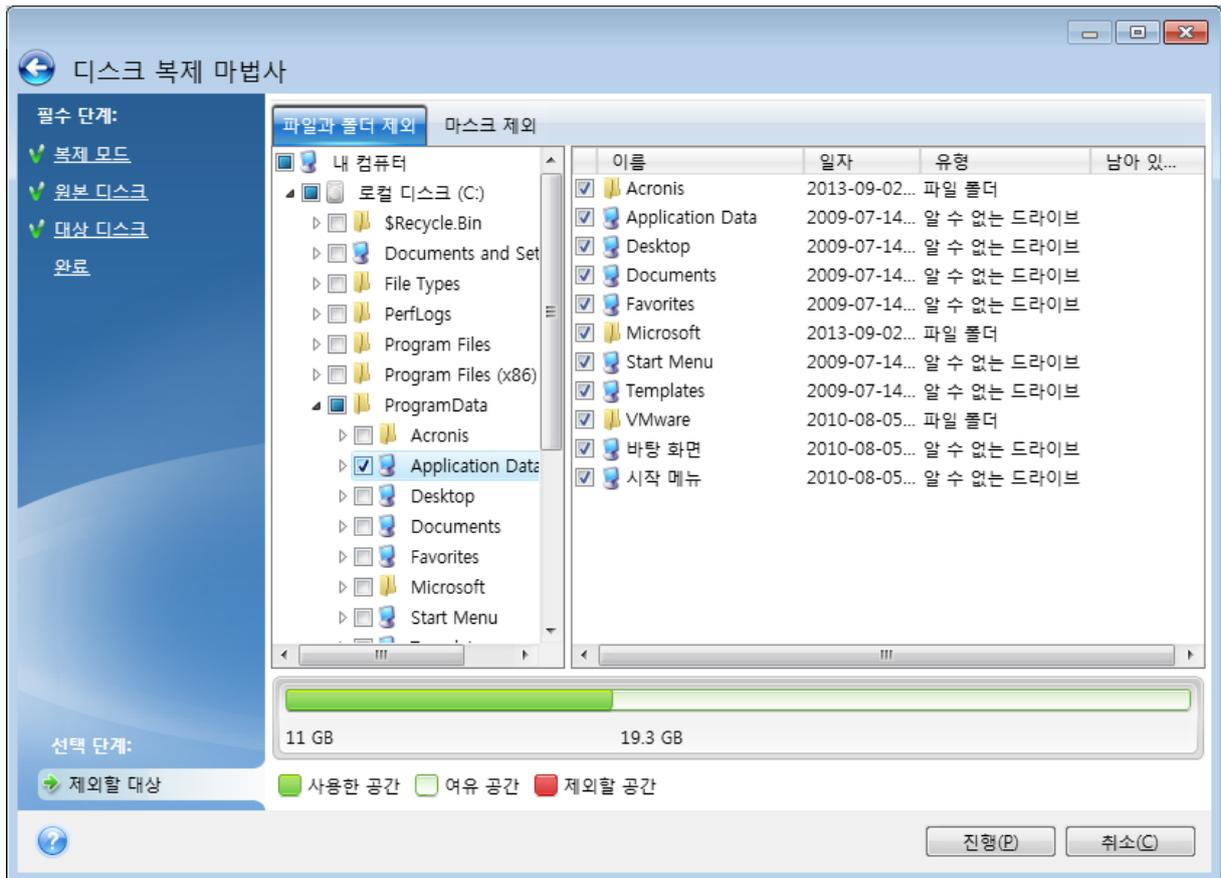 디스크 복제 마법사
필수 단계:
복제 모드
원본 디스크
대상 디스크
완료
선택 단계:
제외할 대상
파일과 폴더 제외
마스크 제외
내 컴퓨터
로컬 디스크 (C:)
$Recycle.Bin
Documents and Set
File Types
PerfLogs
Program Files
Program Files (x86)
ProgramData
Acronis
Application Data
Desktop
Documents
Favorites
Microsoft
Start Menu
이름 일자 유형 남아 있...
Acronis 2013-09-02... 파일 폴더
Application Data 2009-07-14... 알 수 없는 드라이브
Desktop 2009-07-14... 알 수 없는 드라이브
Documents 2009-07-14... 알 수 없는 드라이브
Favorites 2009-07-14... 알 수 없는 드라이브
Microsoft 2013-09-02... 파일 폴더
Start Menu 2009-07-14... 알 수 없는 드라이브
Templates 2009-07-14... 알 수 없는 드라이브
VMware 2010-08-05... 파일 폴더
바탕 화면 2010-08-05... 알 수 없는 드라이브
시작 메뉴 2010-08-05... 알 수 없는 드라이브
11 GB 19.3 GB
사용한 공간 여유 공간 제외할 공간
진행(P) 취소(C)